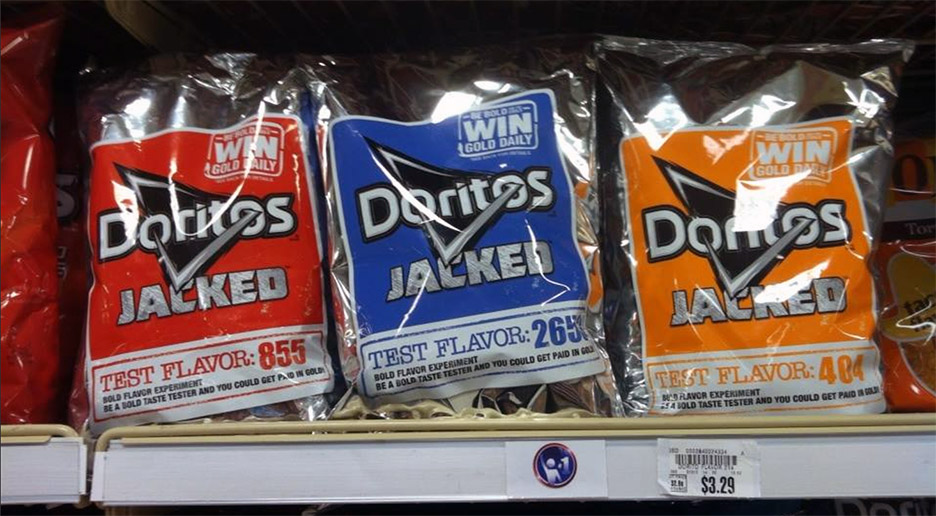 BE BOLD
WIN
GOLD DAILY
Doritos
JACKED
TEST FLAVOR: 855
BOLD FLAVOR EXPERIMENT
BE A BOLD TASTE TESTER AND YOU COULD GET PAID IN GOLD!
BE BOLD
WIN
GOLD DAILY
Doritos
JACKED
TEST FLAVOR: 265
BOLD FLAVOR EXPERIMENT
BE A BOLD TASTE TESTER AND YOU COULD GET PAID IN GOLD!
BE BOLD
WIN
GOLD DAILY
Doritos
JACKED
TEST FLAVOR: 404
BOLD FLAVOR EXPERIMENT
BE A BOLD TASTE TESTER AND YOU COULD GET PAID IN GOLD!
DORITO FLAVOR
$3.29